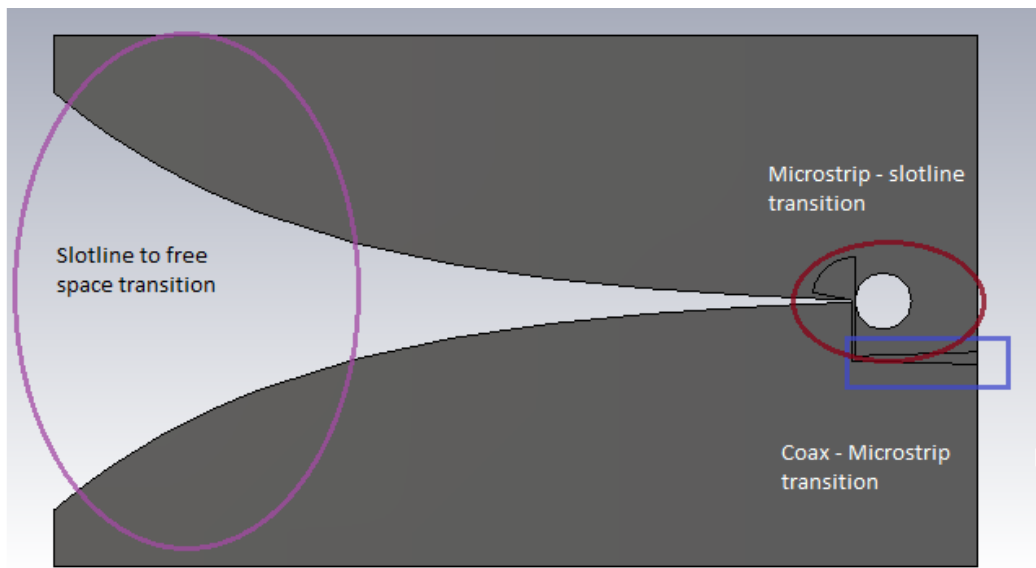 Microstrip - slotline
transition
Slotline to free
space transition
Coax - Microstrip
transition